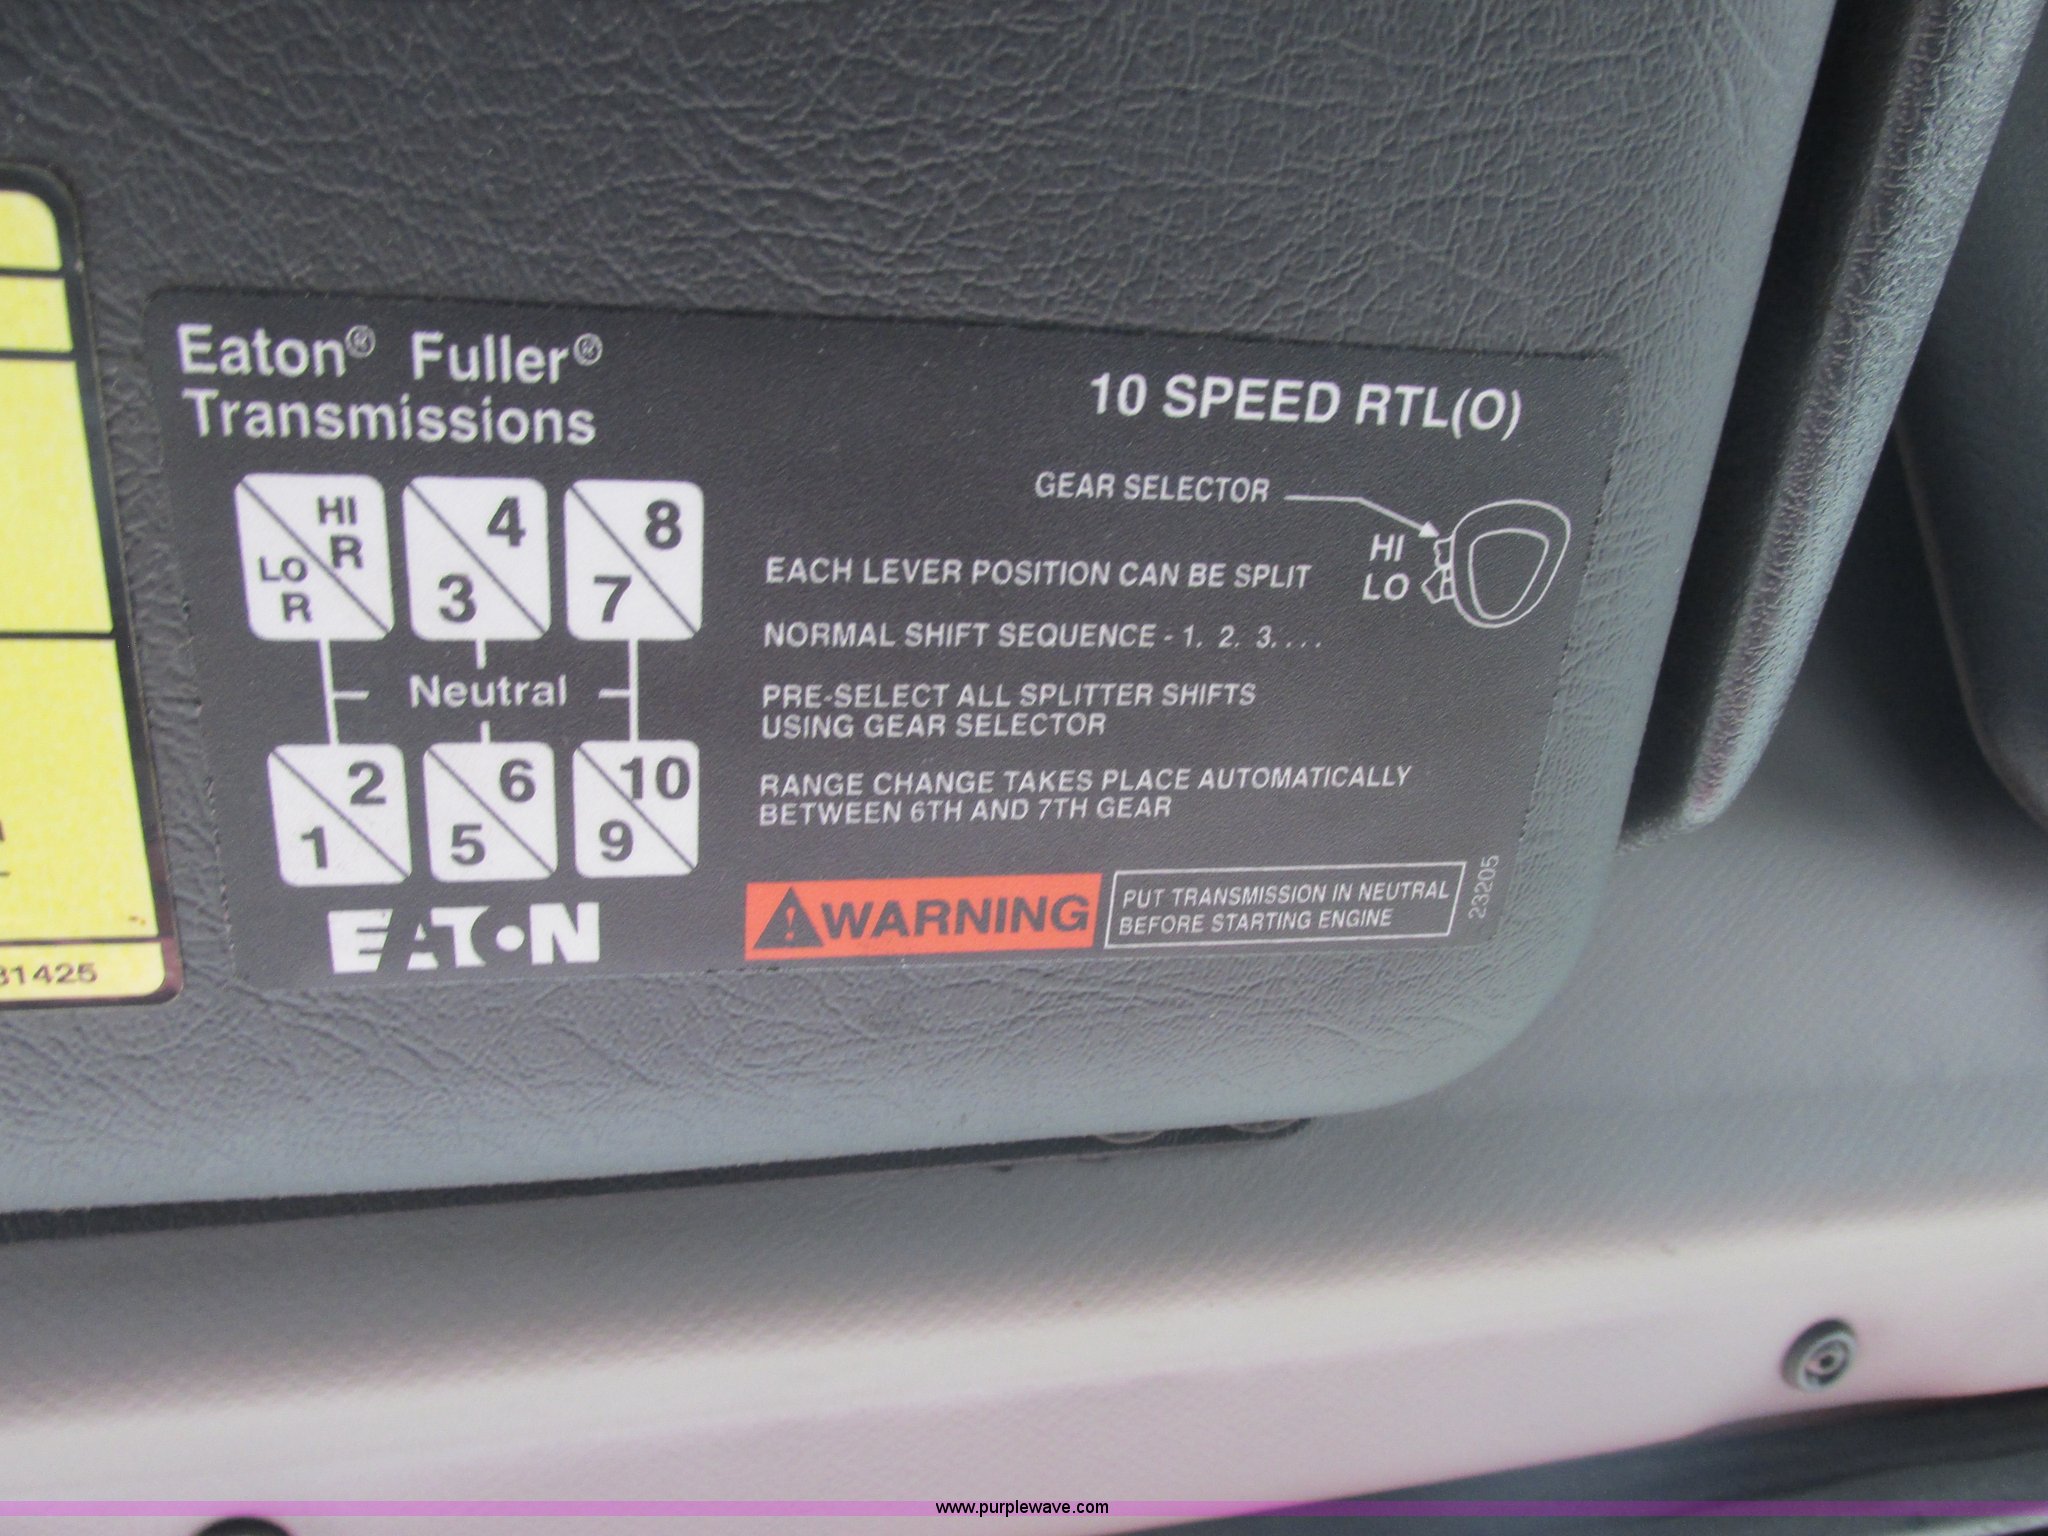 Eaton® Fuller®
Transmissions
10 SPEED RTL(O)
GEAR SELECTOR
HI
LO
HI
R
LO
R
4
3
8
7
Neutral
2
1
6
5
10
9
EACH LEVER POSITION CAN BE SPLIT
NORMAL SHIFT SEQUENCE - 1. 2. 3. . . .
PRE-SELECT ALL SPLITTER SHIFTS
USING GEAR SELECTOR
RANGE CHANGE TAKES PLACE AUTOMATICALLY
BETWEEN 6TH AND 7TH GEAR
WARNING
PUT TRANSMISSION IN NEUTRAL
BEFORE STARTING ENGINE
23205
EATON
31425
www.purplewave.com